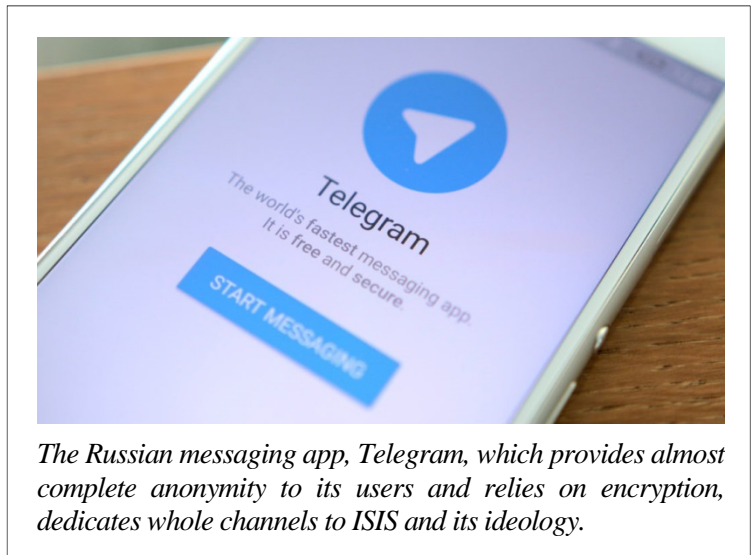 Telegram
The world's fastest messaging app.
It is free and secure.
START MESSAGING
The Russian messaging app, Telegram, which provides almost
complete anonymity to its users and relies on encryption,
dedicates whole channels to ISIS and its ideology.